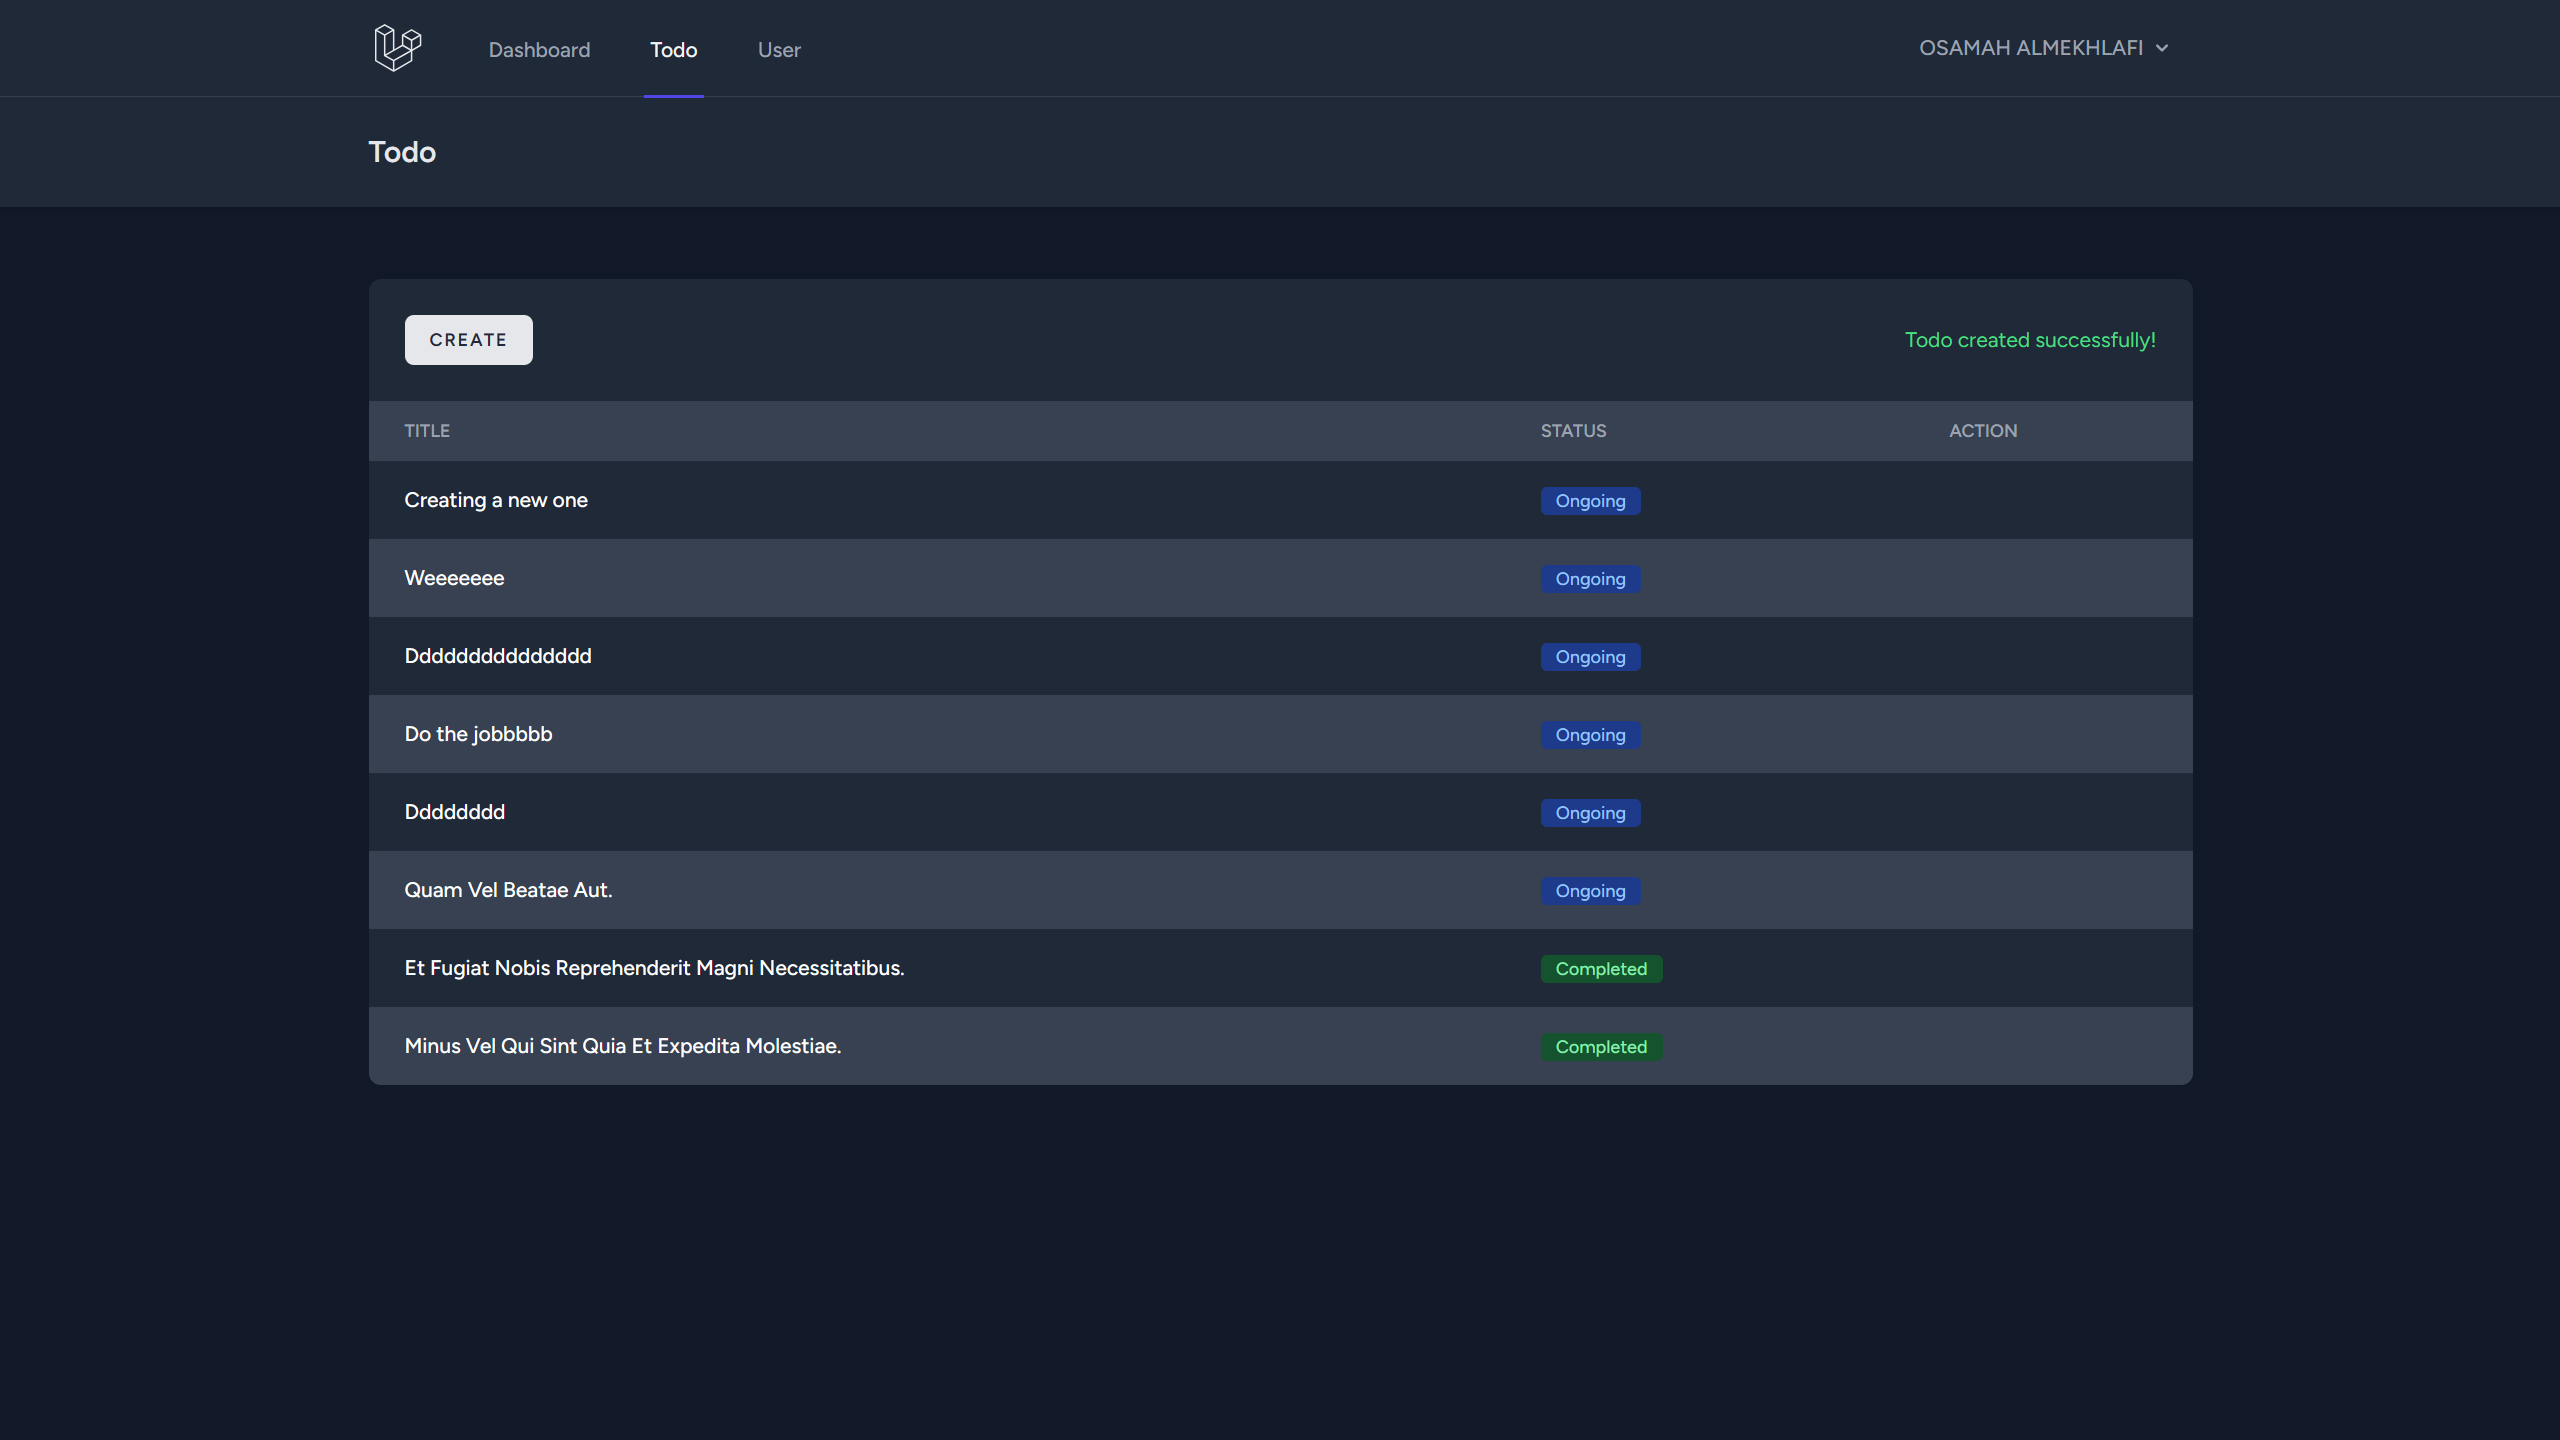 Dashboard Todo User OSAMAH ALMEKHLAFI
Todo
CREATE Todo created successfully!
TITLE STATUS ACTION
Creating a new one Ongoing
Weeeeeee Ongoing
Ddddddddddddddd Ongoing
Do the jobbbbb Ongoing
Dddddddd Ongoing
Quam Vel Beatae Aut. Ongoing
Et Fugiat Nobis Reprehenderit Magni Necessitatibus. Completed
Minus Vel Qui Sint Quia Et Expedita Molestiae. Completed